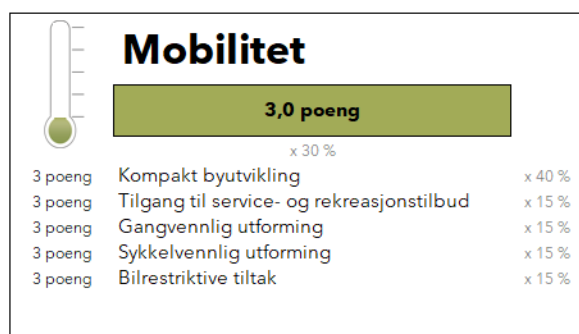 Mobilitet
3,0 poeng
x 30 %
3 poeng Kompakt byutvikling x 40 %
3 poeng Tilgang til service- og rekreasjonstilbud x 15 %
3 poeng Gangvennlig utforming x 15 %
3 poeng Sykkelvennlig utforming x 15 %
3 poeng Bilrestriktive tiltak x 15 %